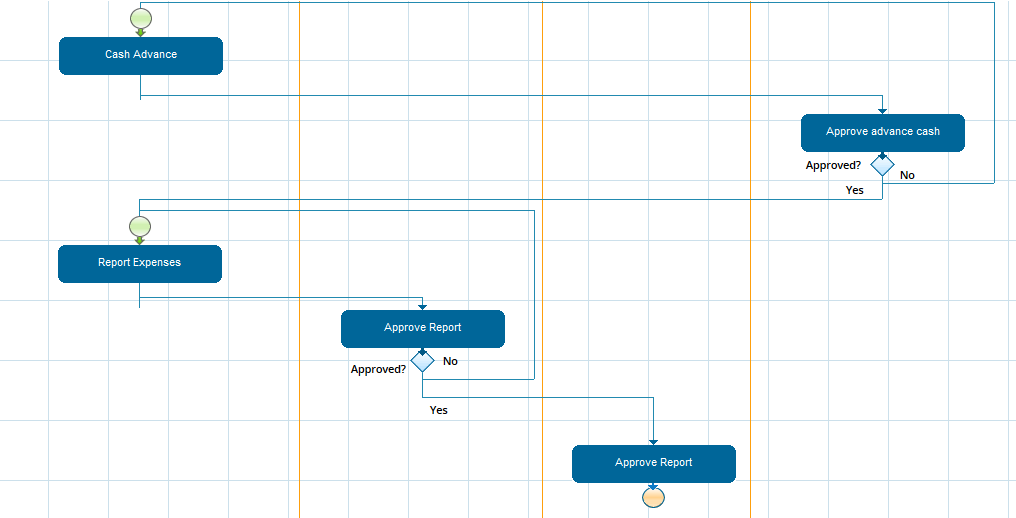 Cash Advance
Approve advance cash
Approved?
No
Yes
Report Expenses
Approve Report
No
Approved?
Yes
Approve Report